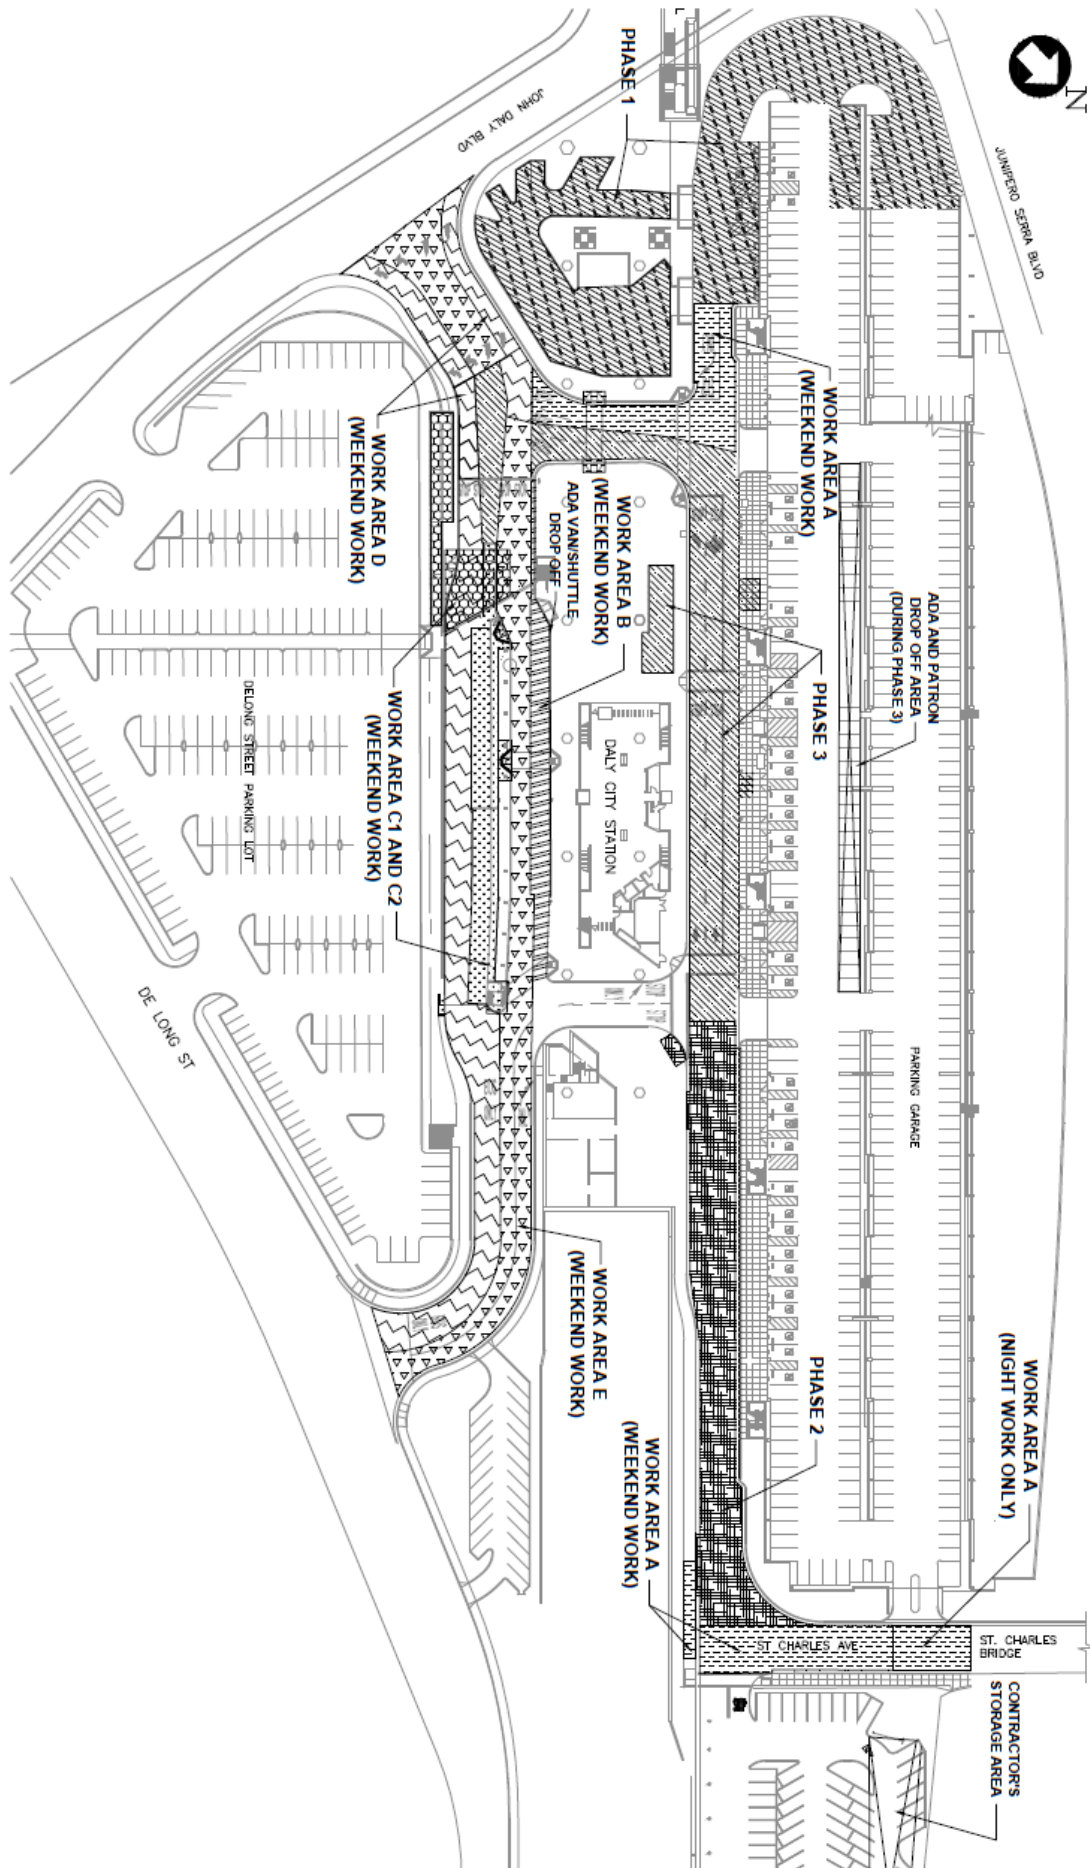 N
PHASE 1
JOHN DALY BLVD
JUNIPERO SERRA BLVD
WORK AREA A
(WEEKEND WORK)
WORK AREA D
(WEEKEND WORK)
WORK AREA B
(WEEKEND WORK)
ADA VAN/SHUTTLE
DROP OFF
ADA AND PATRON
DROP OFF AREA
(DURING PHASE 3)
PHASE 3
DALY CITY
STATION
WORK AREA C1 AND C2
(WEEKEND WORK)
DELONG STREET PARKING LOT
DE LONG ST
STOP
STOP
ONLY
PARKING GARAGE
WORK AREA E
(WEEKEND WORK)
PHASE 2
WORK AREA A
(WEEKEND WORK)
WORK AREA A
(NIGHT WORK ONLY)
ST CHARLES AVE
ST. CHARLES
BRIDGE
CONTRACTOR'S
STORAGE AREA